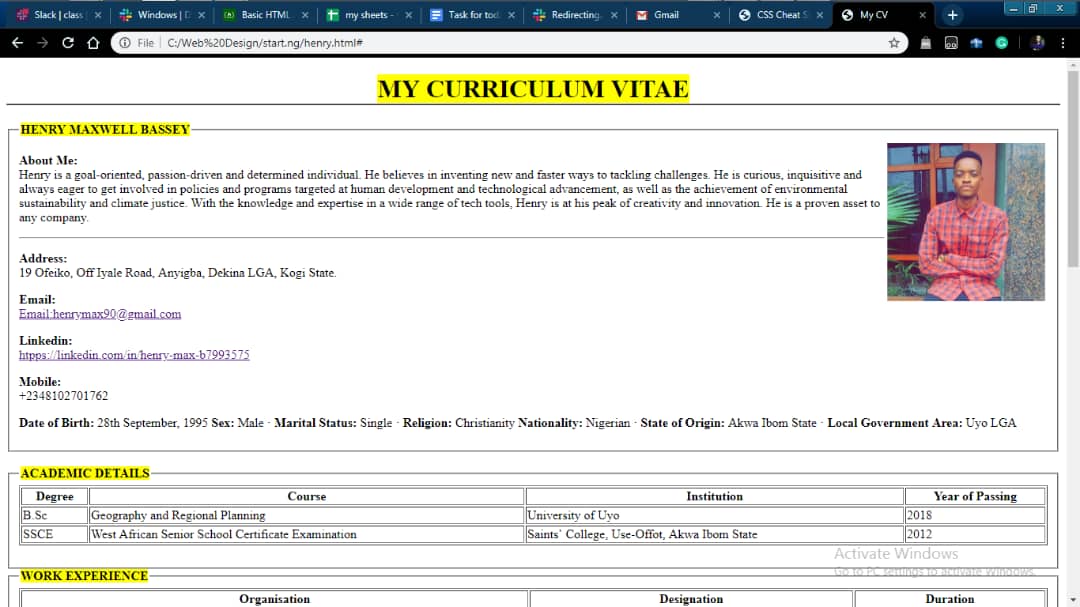 Slack | class
Windows | D
Basic HTML
my sheets -
Task for tod
Redirecting.
Gmail
CSS Cheat S
My CV
File | C:/Web%20Design/start.ng/henry.html#
MY CURRICULUM VITAE
HENRY MAXWELL BASSEY
About Me:
Henry is a goal-oriented, passion-driven and determined individual. He believes in inventing new and faster ways to tackling challenges. He is curious, inquisitive and
always eager to get involved in policies and programs targeted at human development and technological advancement, as well as the achievement of environmental
sustainability and climate justice. With the knowledge and expertise in a wide range of tech tools, Henry is at his peak of creativity and innovation. He is a proven asset to
any company.
Address:
19 Ofeiko, Off Iyale Road, Anyigba, Dekina LGA, Kogi State.
Email:
Email:henrymax90@gmail.com
Linkedin:
htpps://linkedin.com/in/henry-max-b7993575
Mobile:
+2348102701762
Date of Birth: 28th September, 1995 Sex: Male · Marital Status: Single · Religion: Christianity Nationality: Nigerian · State of Origin: Akwa Ibom State · Local Government Area: Uyo LGA
ACADEMIC DETAILS
Degree Course Institution Year of Passing
B.Sc Geography and Regional Planning University of Uyo 2018
SSCE West African Senior School Certificate Examination Saints' College, Use-Offot, Akwa Ibom State 2012
Activate Windows
Go to PC settings to activate Windows.
WORK EXPERIENCE
Organisation Designation Duration